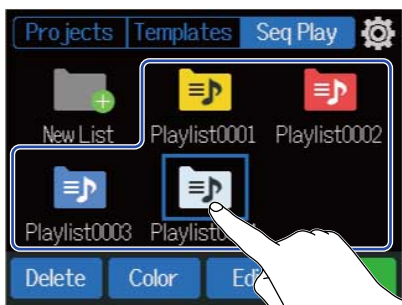 Projects Templates Seq Play
New List Playlist0001 Playlist0002
Playlist0003
Delete Color